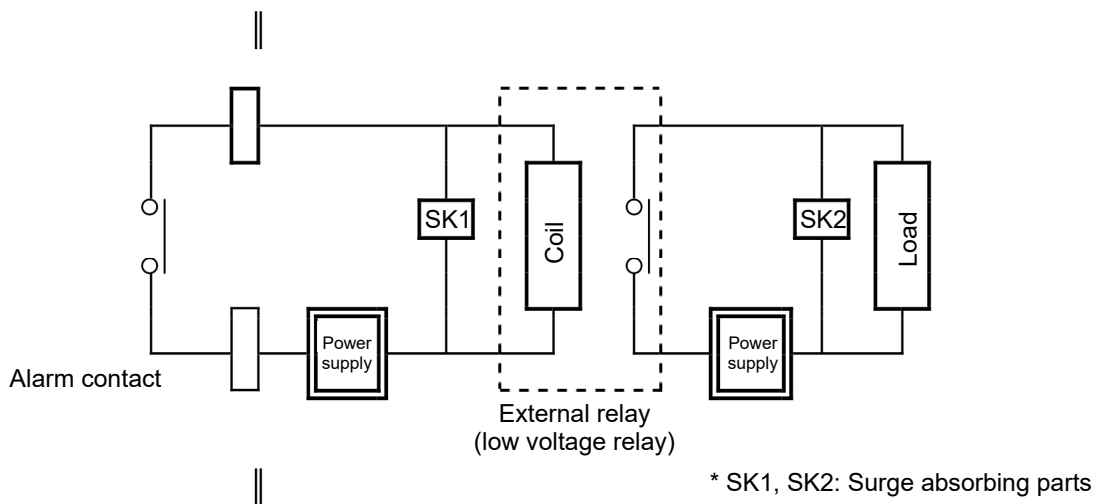 SK1
Coil
SK2
Load
Power
supply
Power
supply
Alarm contact
External relay
(low voltage relay)
* SK1, SK2: Surge absorbing parts